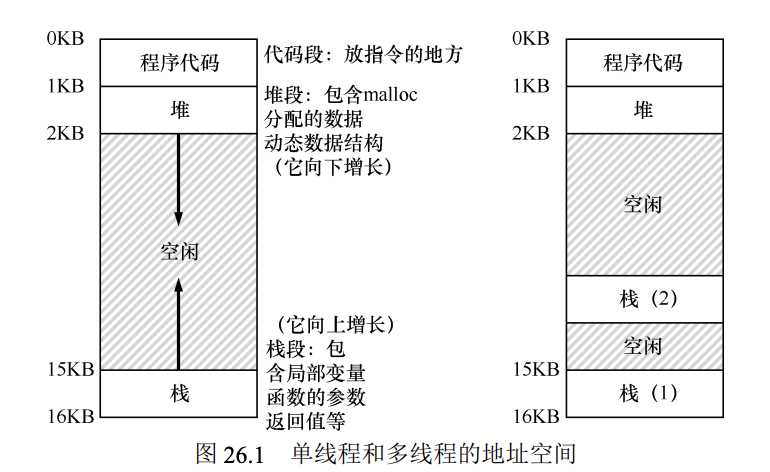 0KB
程序代码
代码段：放指令的地方
1KB
堆
堆段：包含malloc
分配的数据
2KB
动态数据结构
（它向下增长）
空闲
（它向上增长）
栈段：包
15KB
含局部变量
栈
函数的参数
16KB
返回值等
0KB
程序代码
1KB
堆
2KB
空闲
栈（2）
空闲
15KB
栈（1）
16KB
图 26.1 单线程和多线程的地址空间